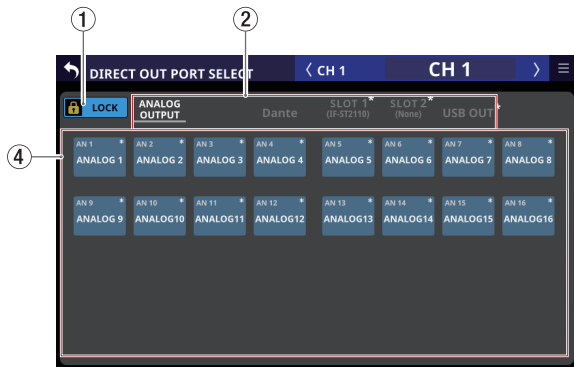 1
2
DIRECT OUT PORT SELECT
CH 1
CH 1
LOCK
ANALOG
OUTPUT
Dante
SLOT 1*
(IF-ST2110)
SLOT 2*
(None)
USB OUT*
4
AN 1 *
ANALOG 1
AN 2 *
ANALOG 2
AN 3 *
ANALOG 3
AN 4 *
ANALOG 4
AN 5 *
ANALOG 5
AN 6 *
ANALOG 6
AN 7 *
ANALOG 7
AN 8 *
ANALOG 8
AN 9 *
ANALOG 9
AN 10 *
ANALOG10
AN 11 *
ANALOG11
AN 12 *
ANALOG12
AN 13 *
ANALOG13
AN 14 *
ANALOG14
AN 15 *
ANALOG15
AN 16 *
ANALOG16